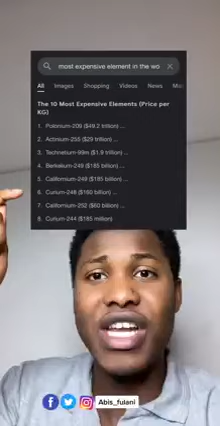 most expensive element in the wo
All Images Shopping Videos News
The 10 Most Expensive Elements (Price per
KG)
1. Polonium-209 ($49.2 trillion) ...
2. Actinium-255 ($29 trillion) ...
3. Technetium-99m ($1.9 trillion) ...
4. Berkelium-249 ($185 billion) ...
5. Californium-249 ($185 billion) ...
6. Curium-248 ($160 billion) ...
7. Californium-252 ($60 billion) ...
8. Curium-244 ($185 million)
Abis_fulani